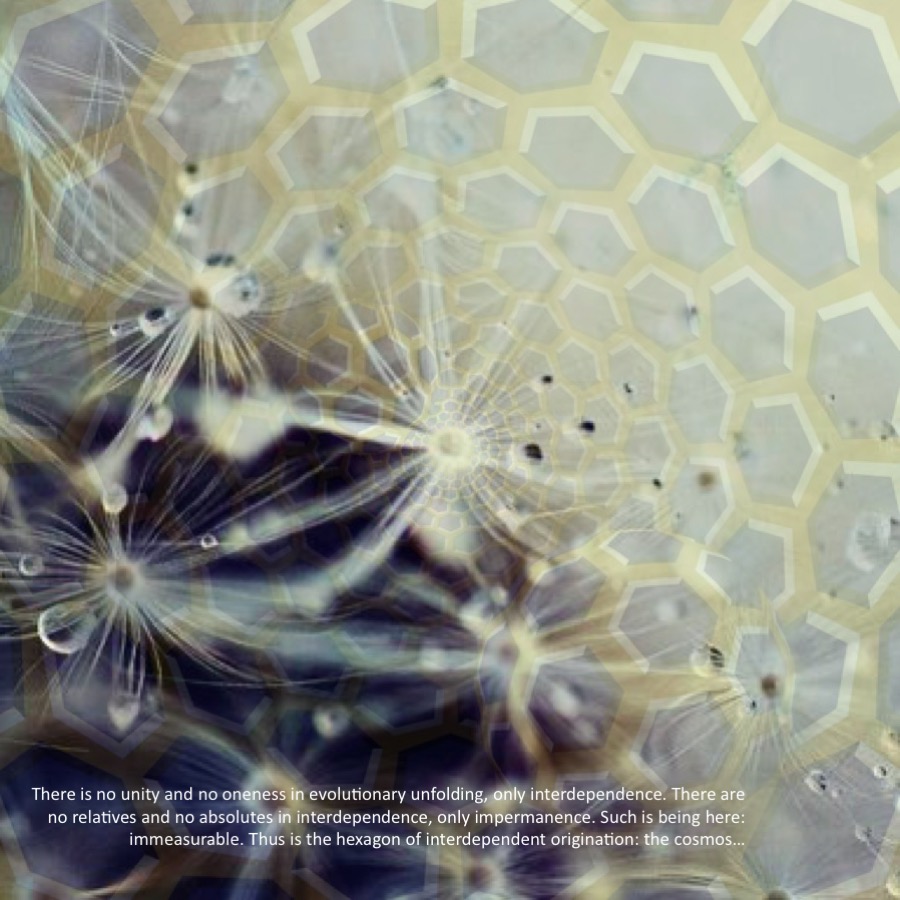 There is no unity and no oneness in evolutionary unfolding, only interdependence. There are
no relatives and no absolutes in interdependence, only impermanence. Such is being here:
immeasurable. Thus is the hexagon of interdependent origination: the cosmos...